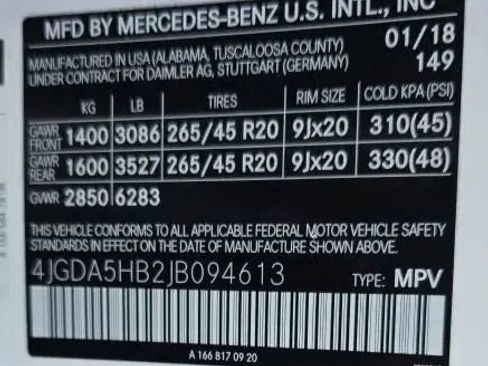 MFD BY MERCEDES-BENZ U.S. INTL., INC
MANUFACTURED IN USA (ALABAMA, TUSCALOOSA COUNTY) 01/18
UNDER CONTRACT FOR DAIMLER AG, STUTTGART (GERMANY) 149
KG LB TIRES RIM SIZE COLD KPA (PSI)
GAWR FRONT 1400 3086 265/45 R20 9Jx20 310(45)
GAWR REAR 1600 3527 265/45 R20 9Jx20 330(48)
GVWR 2850 6283
THIS VEHICLE CONFORMS TO ALL APPLICABLE FEDERAL MOTOR VEHICLE SAFETY
STANDARDS IN EFFECT ON THE DATE OF MANUFACTURE SHOWN ABOVE.
4JGDA5HB2JB094613 TYPE: MPV
A 166 817 09 20